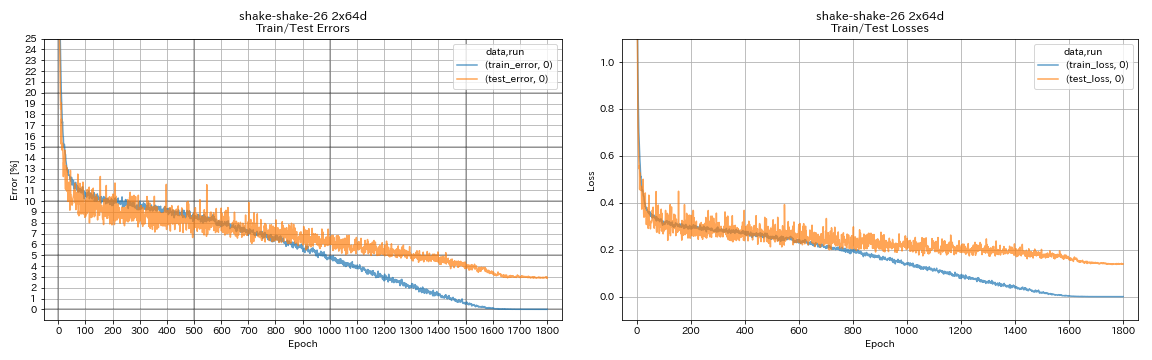 shake-shake-26 2x64d
Train/Test Errors
25
24
23
22
21
20
19
18
17
16
15
14
13
12
11
10
9
8
7
6
5
4
3
2
1
0
Error [%]
data,run
(train_error, 0)
(test_error, 0)
0 100 200 300 400 500 600 700 800 900 1000 1100 1200 1300 1400 1500 1600 1700 1800
Epoch
shake-shake-26 2x64d
Train/Test Losses
1.0
0.8
0.6
0.4
0.2
0.0
Loss
data,run
(train_loss, 0)
(test_loss, 0)
0 200 400 600 800 1000 1200 1400 1600 1800
Epoch